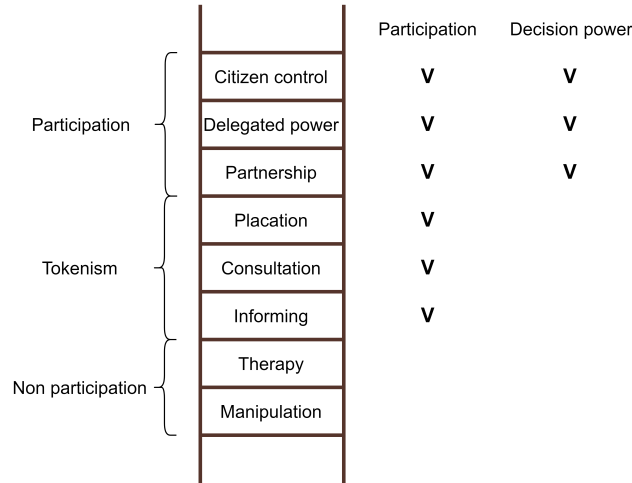 Participation Decision power
Citizen control V V
Participation Delegated power V V
Partnership V V
Placation V
Tokenism Consultation V
Informing V
Therapy
Non participation
Manipulation